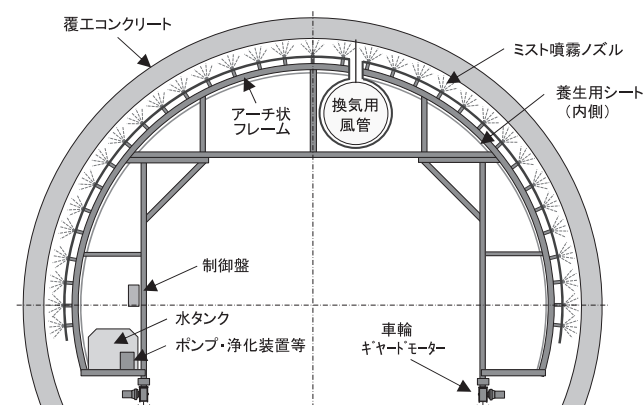 覆工コンクリート
ミスト噴霧ノズル
養生用シート
（内側）
アーチ状
フレーム
換気用
風管
制御盤
水タンク
ポンプ・浄化装置等
車輪
ｷﾞﾔｰﾄﾞモーター